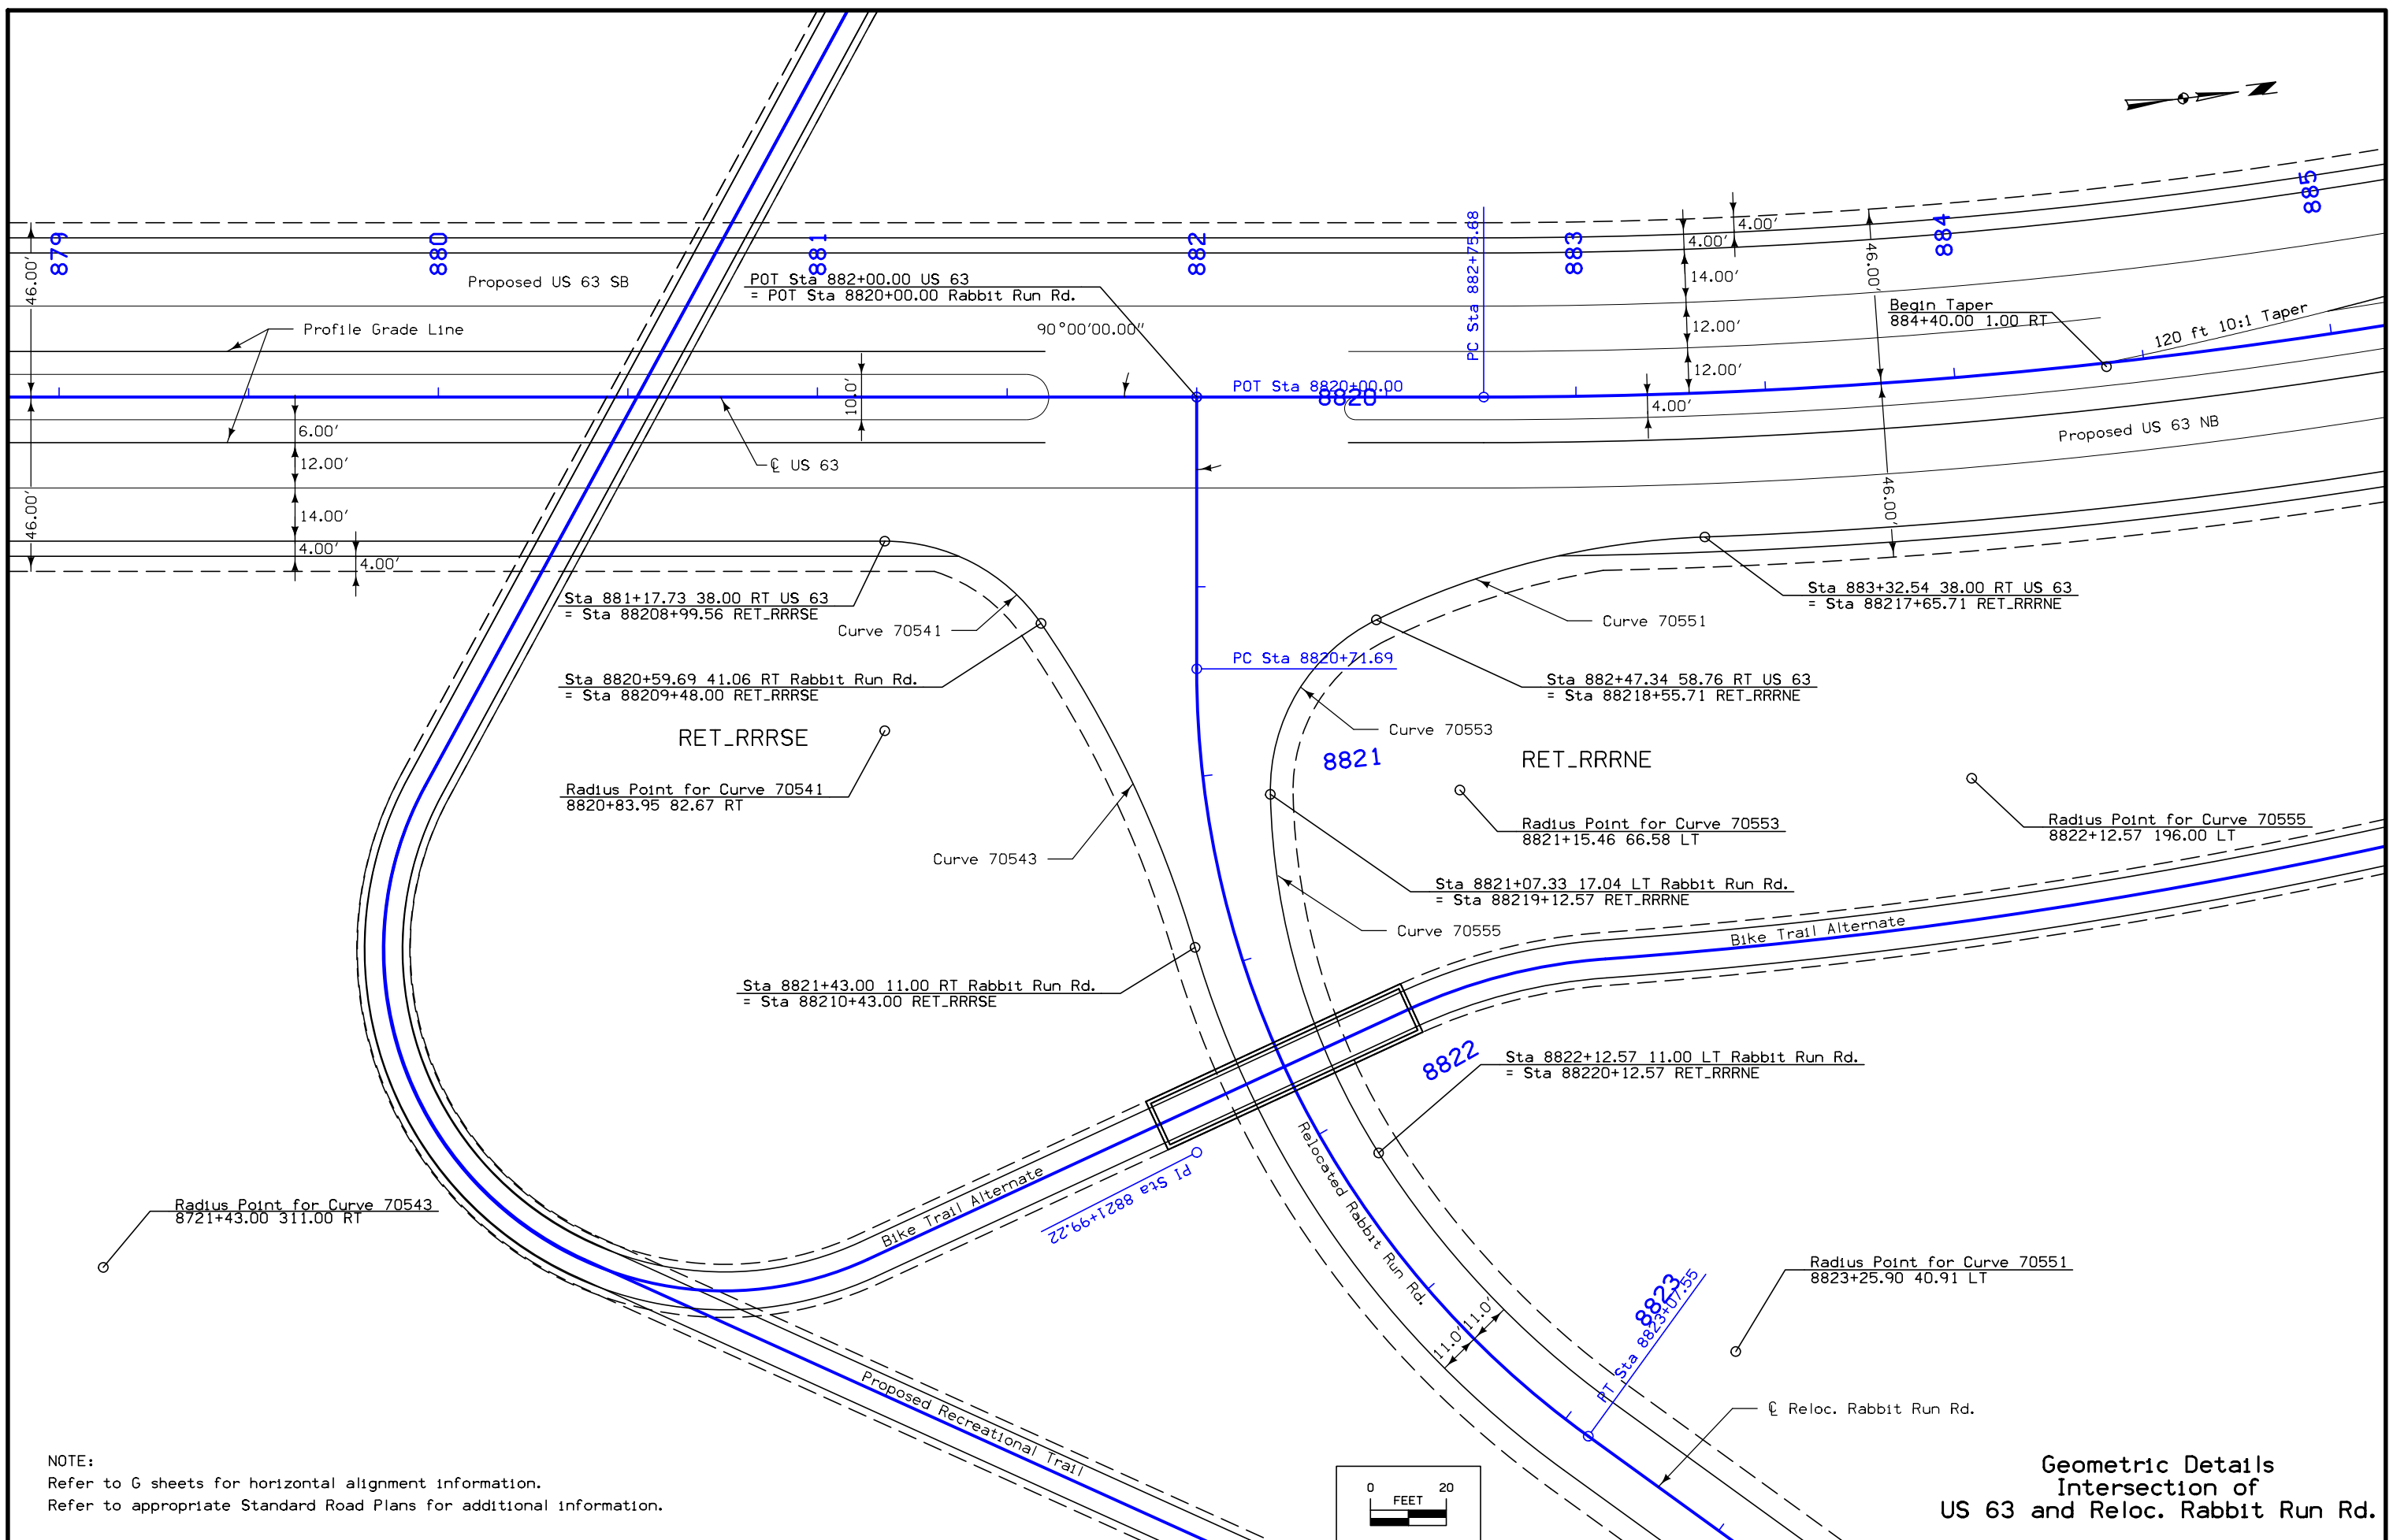 885
884
883
882
881
880
879
PC Sta 882+75.68
4.00'
4.00'
46.00'
14.00'
12.00'
12.00'
4.00'
46.00'
Proposed US 63 SB
POT Sta 882+00.00 US 63
= POT Sta 8820+00.00 Rabbit Run Rd.
46.00'
Profile Grade Line
90°00'00.00"
Begin Taper
884+40.00 1.00 RT
120 ft 10:1 Taper
POT Sta 8820+00.00
8820
10.0'
6.00'
12.00'
14.00'
4.00'
4.00'
46.00'
℄ US 63
Proposed US 63 NB
Sta 881+17.73 38.00 RT US 63
= Sta 88208+99.56 RET_RRRSE
Curve 70541
Sta 883+32.54 38.00 RT US 63
= Sta 88217+65.71 RET_RRRNE
Curve 70551
PC Sta 8820+71.69
Sta 8820+59.69 41.06 RT Rabbit Run Rd.
= Sta 88209+48.00 RET_RRRSE
Sta 882+47.34 58.76 RT US 63
= Sta 88218+55.71 RET_RRRNE
RET_RRRSE
Curve 70553
8821
RET_RRRNE
Radius Point for Curve 70541
8820+83.95 82.67 RT
Radius Point for Curve 70553
8821+15.46 66.58 LT
Radius Point for Curve 70555
8822+12.57 196.00 LT
Curve 70543
Sta 8821+07.33 17.04 LT Rabbit Run Rd.
= Sta 88219+12.57 RET_RRRNE
Curve 70555
Bike Trail Alternate
Sta 8821+43.00 11.00 RT Rabbit Run Rd.
= Sta 88210+43.00 RET_RRRSE
8822
Sta 8822+12.57 11.00 LT Rabbit Run Rd.
= Sta 88220+12.57 RET_RRRNE
PI Sta 8821+99.22
Relocated Rabbit Run Rd.
Bike Trail Alternate
Radius Point for Curve 70543
8721+43.00 311.00 RT
Radius Point for Curve 70551
8823+25.90 40.91 LT
8823
PT Sta 8823+07.55
11.0'
11.0'
Proposed Recreational Trail
℄ Reloc. Rabbit Run Rd.
NOTE:
Refer to G sheets for horizontal alignment information.
Refer to appropriate Standard Road Plans for additional information.
0 20
FEET
Geometric Details
Intersection of
US 63 and Reloc. Rabbit Run Rd.